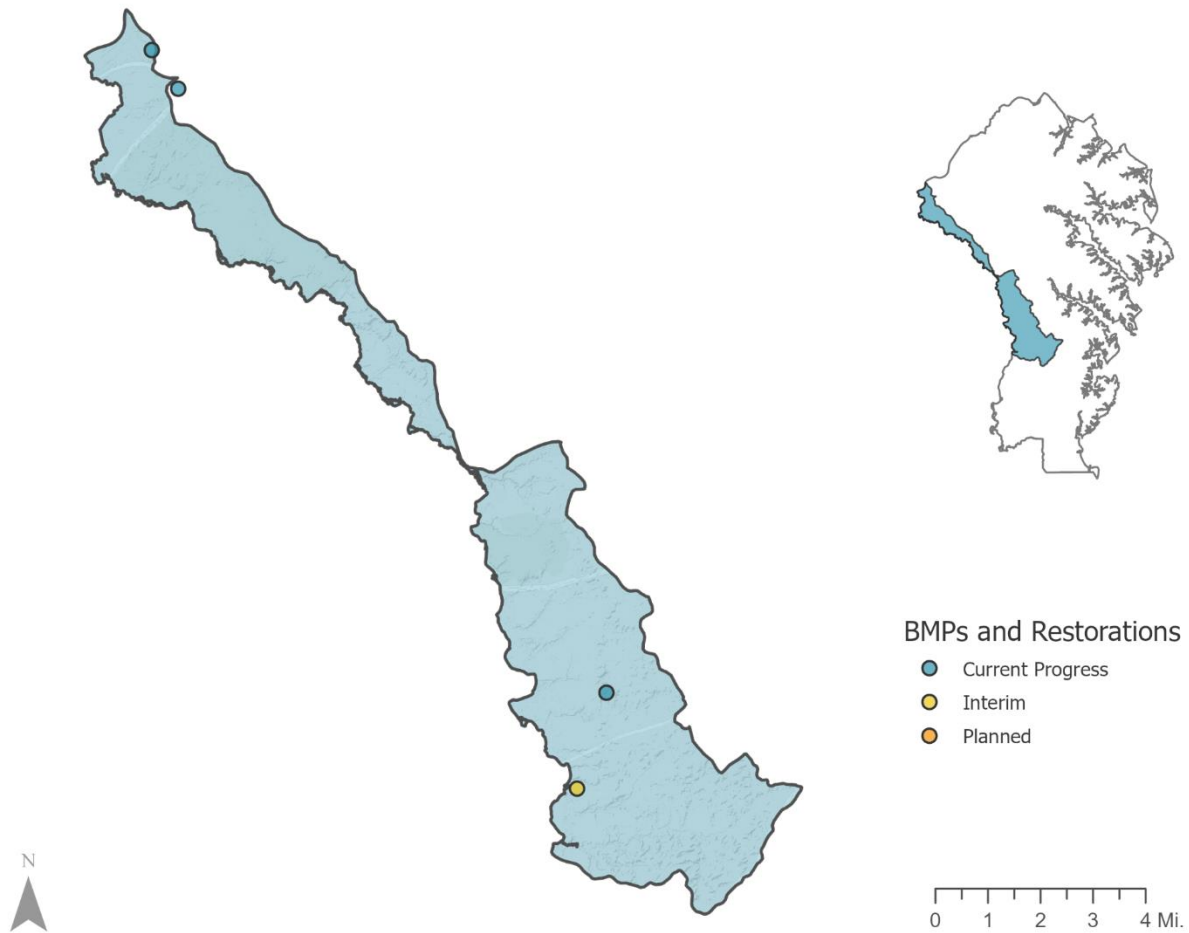 BMPs and Restorations
Current Progress
Interim
Planned
N
0 1 2 3 4 Mi.